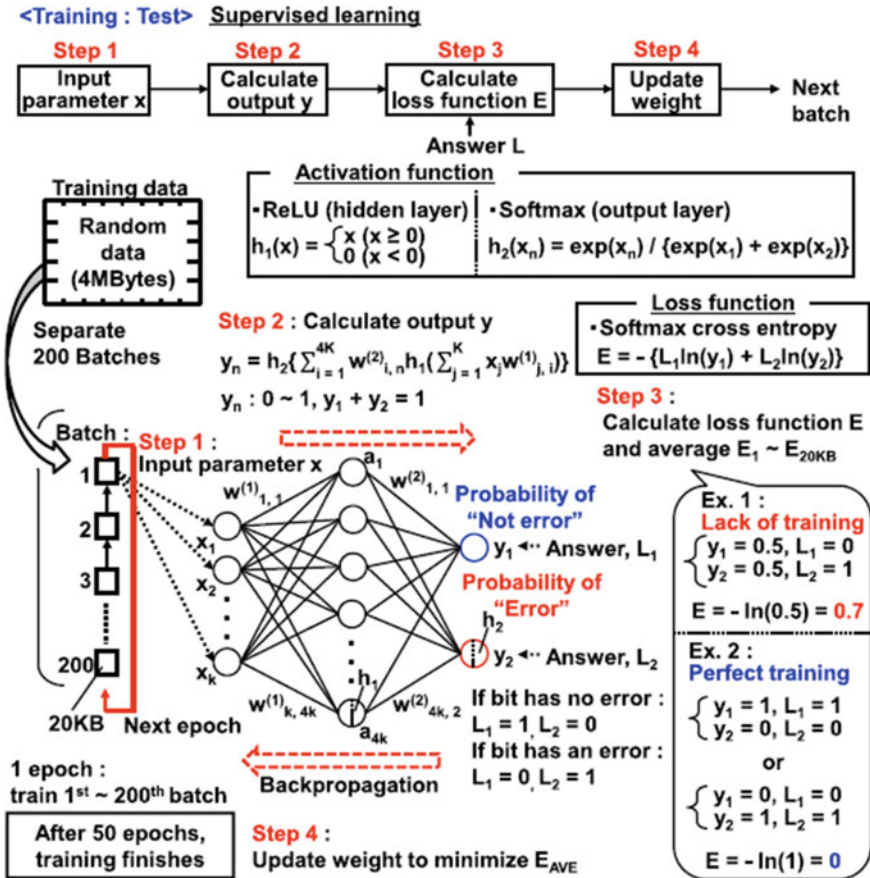 <Training : Test> Supervised learning
Step 1
Input
parameter x
Step 2
Calculate
output y
Step 3
Calculate
loss function E
Step 4
Update
weight
Next
batch
Answer L
Training data
Random
data
(4MBytes)
Separate
200 Batches
Activation function
▪ReLU (hidden layer)
h₁(x) = { x (x ≥ 0)
0 (x < 0)
▪Softmax (output layer)
h₂(xₙ) = exp(xₙ) / {exp(x₁) + exp(x₂)}
Loss function
▪Softmax cross entropy
E = - {L₁ln(y₁) + L₂ln(y₂)}
Step 2 : Calculate output y
yₙ = h₂{∑_{i = 1}^{4K} w⁽²⁾_{i, n} h₁(∑_{j = 1}^{K} x_j w⁽¹⁾_{j, i})}
yₙ : 0 ~ 1, y₁ + y₂ = 1
Step 3 :
Calculate loss function E
and average E₁ ~ E_{20KB}
Batch :
1
2
3
200
20KB
Next epoch
Step 1 :
Input parameter x
x₁
x₂
x_k
w⁽¹⁾_{1, 1}
w⁽¹⁾_{k, 4k}
a₁
h₁
a_{4k}
w⁽²⁾_{1, 1}
w⁽²⁾_{4k, 2}
Probability of
“Not error”
y₁ Answer, L₁
Probability of
“Error”
h₂
y₂ Answer, L₂
If bit has no error :
L₁ = 1, L₂ = 0
If bit has an error :
L₁ = 0, L₂ = 1
Backpropagation
1 epoch :
train 1ˢᵗ ~ 200ᵗʰ batch
After 50 epochs,
training finishes
Step 4 :
Update weight to minimize E_{AVE}
Ex. 1 :
Lack of training
y₁ = 0.5, L₁ = 0
y₂ = 0.5, L₂ = 1
E = - ln(0.5) = 0.7
Ex. 2 :
Perfect training
y₁ = 1, L₁ = 1
y₂ = 0, L₂ = 0
or
y₁ = 0, L₁ = 0
y₂ = 1, L₂ = 1
E = - ln(1) = 0